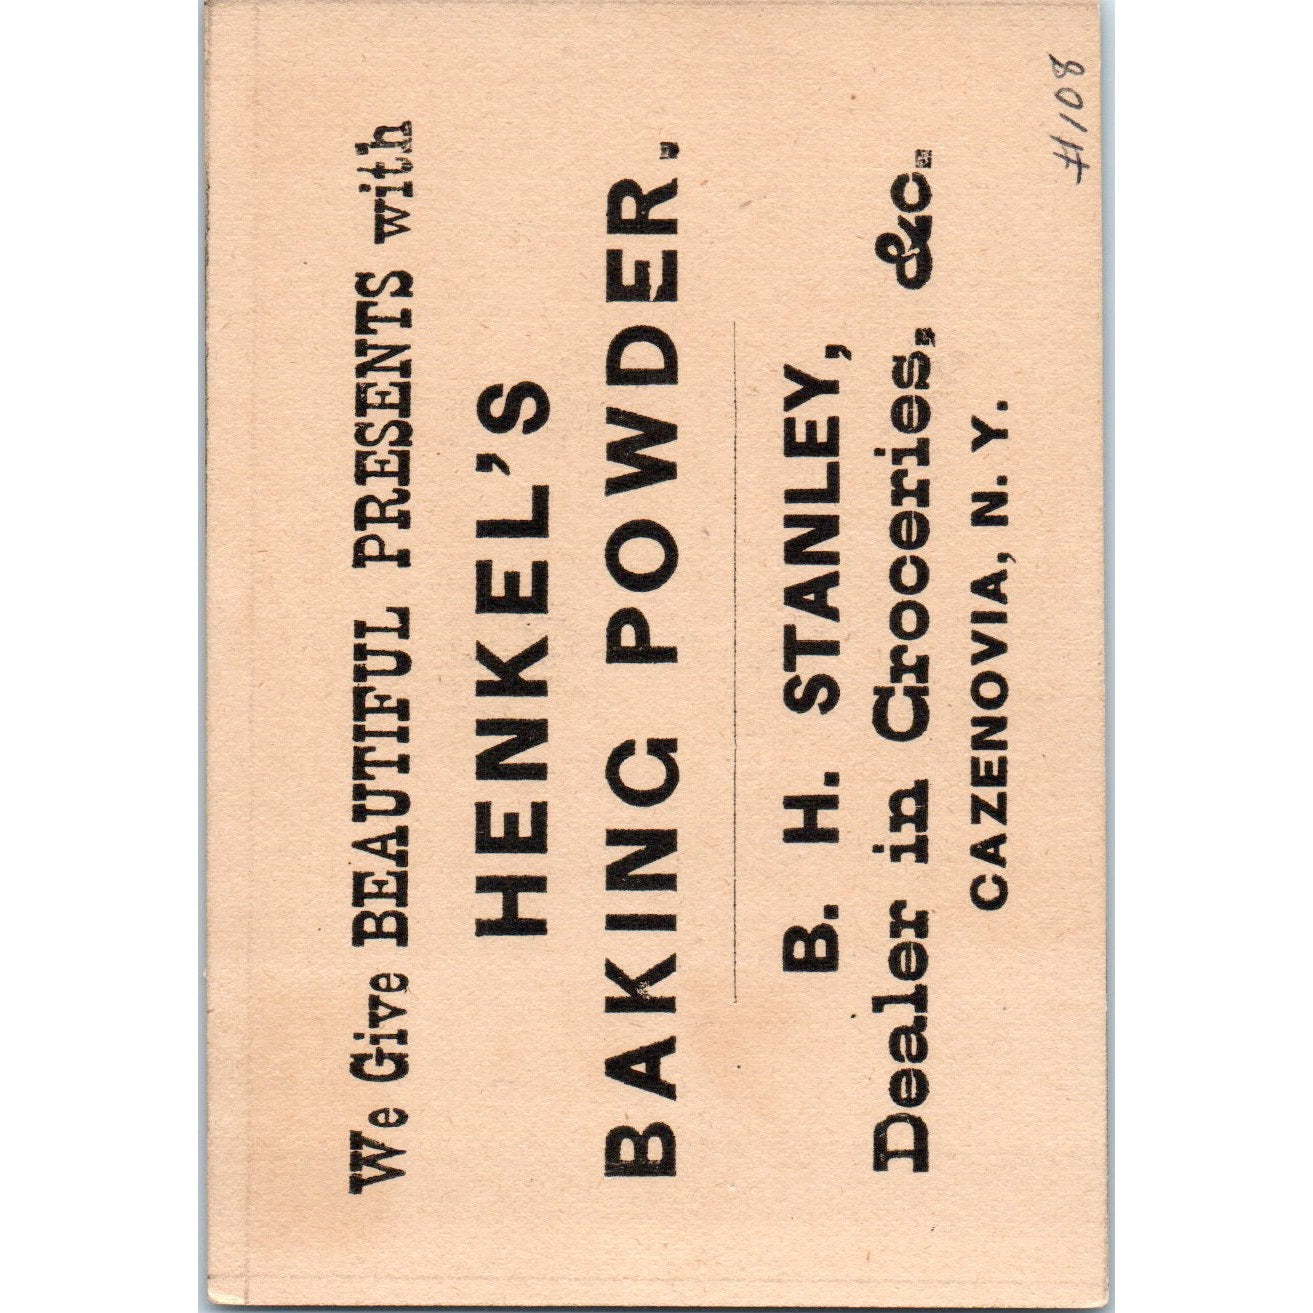 We Give BEAUTIFUL PRESENTS with
HENKEL'S
BAKING POWDER.
B. H. STANLEY,
Dealer in Groceries, &c.
CAZENOVIA, N. Y.
#108